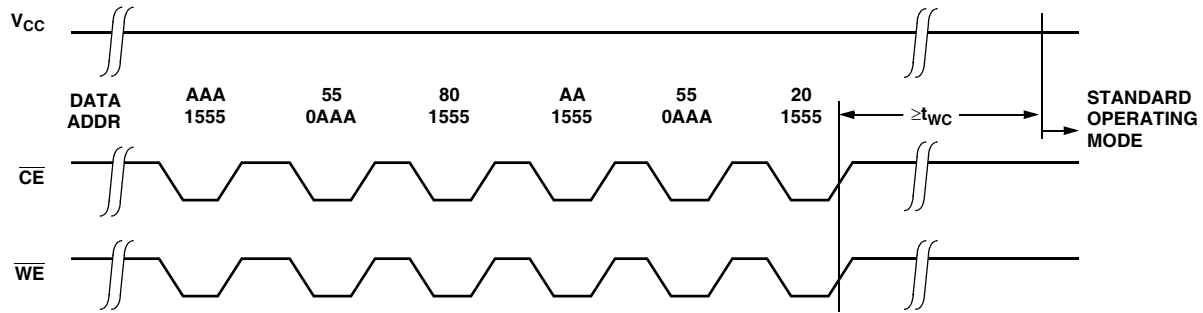 VCC
DATA AAA 55 80 AA 55 20
ADDR 1555 0AAA 1555 1555 0AAA 1555
≥tWC
STANDARD
OPERATING
MODE
CE
WE